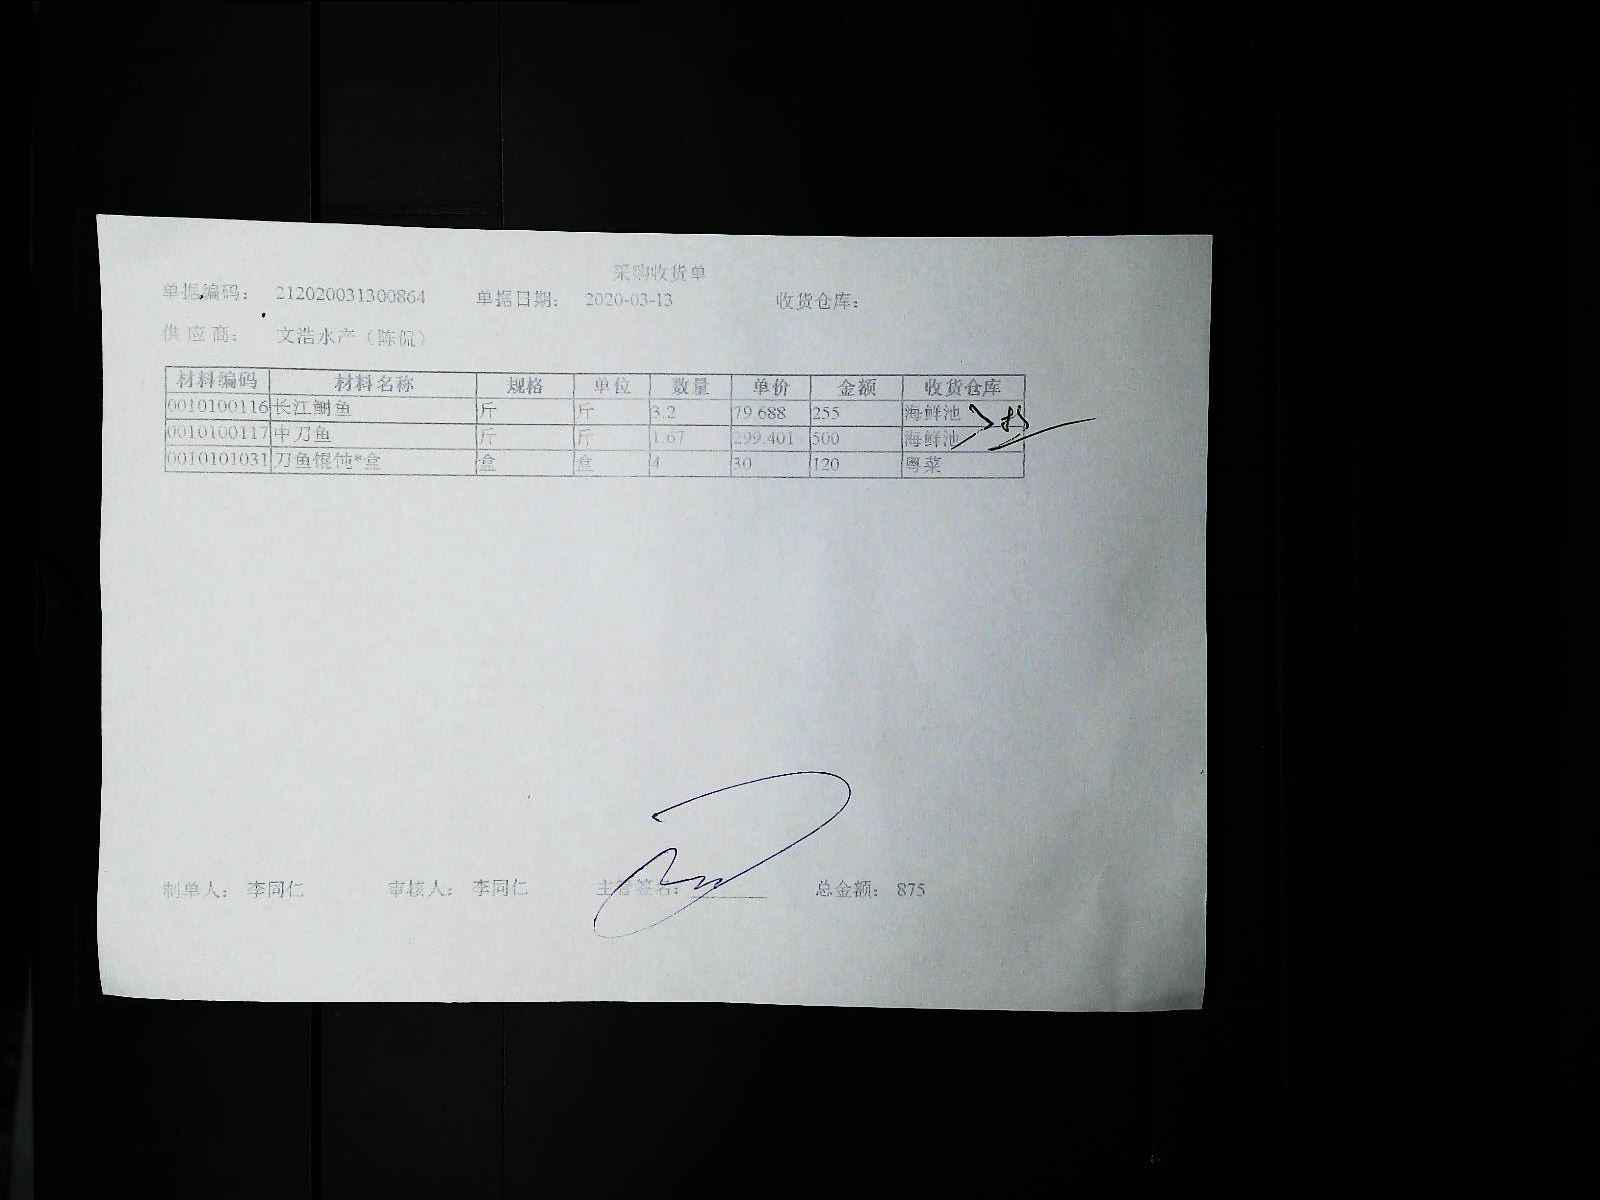 采购收货单
单据编码: 212020031300864 单据日期: 2020-03-13 收货仓库:
供应商: 文浩水产（陈侃）
材料编码 材料名称 规格 单位 数量 单价 金额 收货仓库
0010100116 长江鮰鱼 斤 斤 3.2 79.688 255 海鲜池
0010100117 中刀鱼 斤 斤 1.67 299.401 500 海鲜池
0010101031 刀鱼馄饨*盒 盒 盒 4 30 120 粤菜
制单人: 李同仁 审核人: 李同仁 主管签名: 总金额: 875